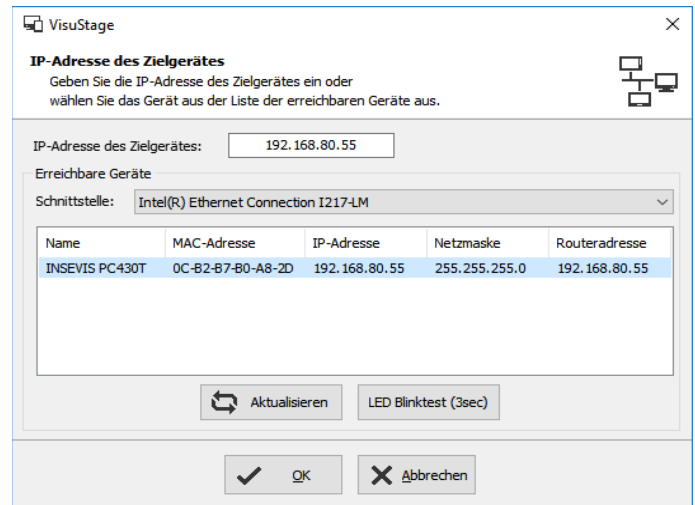 VisuStage
IP-Adresse des Zielgerätes
Geben Sie die IP-Adresse des Zielgerätes ein oder
wählen Sie das Gerät aus der Liste der erreichbaren Geräte aus.
IP-Adresse des Zielgerätes: 192.168.80.55
Erreichbare Geräte
Schnittstelle: Intel(R) Ethernet Connection I217-LM
Name MAC-Adresse IP-Adresse Netzmaske Routeradresse
INSEVIS PC430T 0C-B2-B7-B0-A8-2D 192.168.80.55 255.255.255.0 192.168.80.55
Aktualisieren LED Blinktest (3sec)
OK Abbrechen